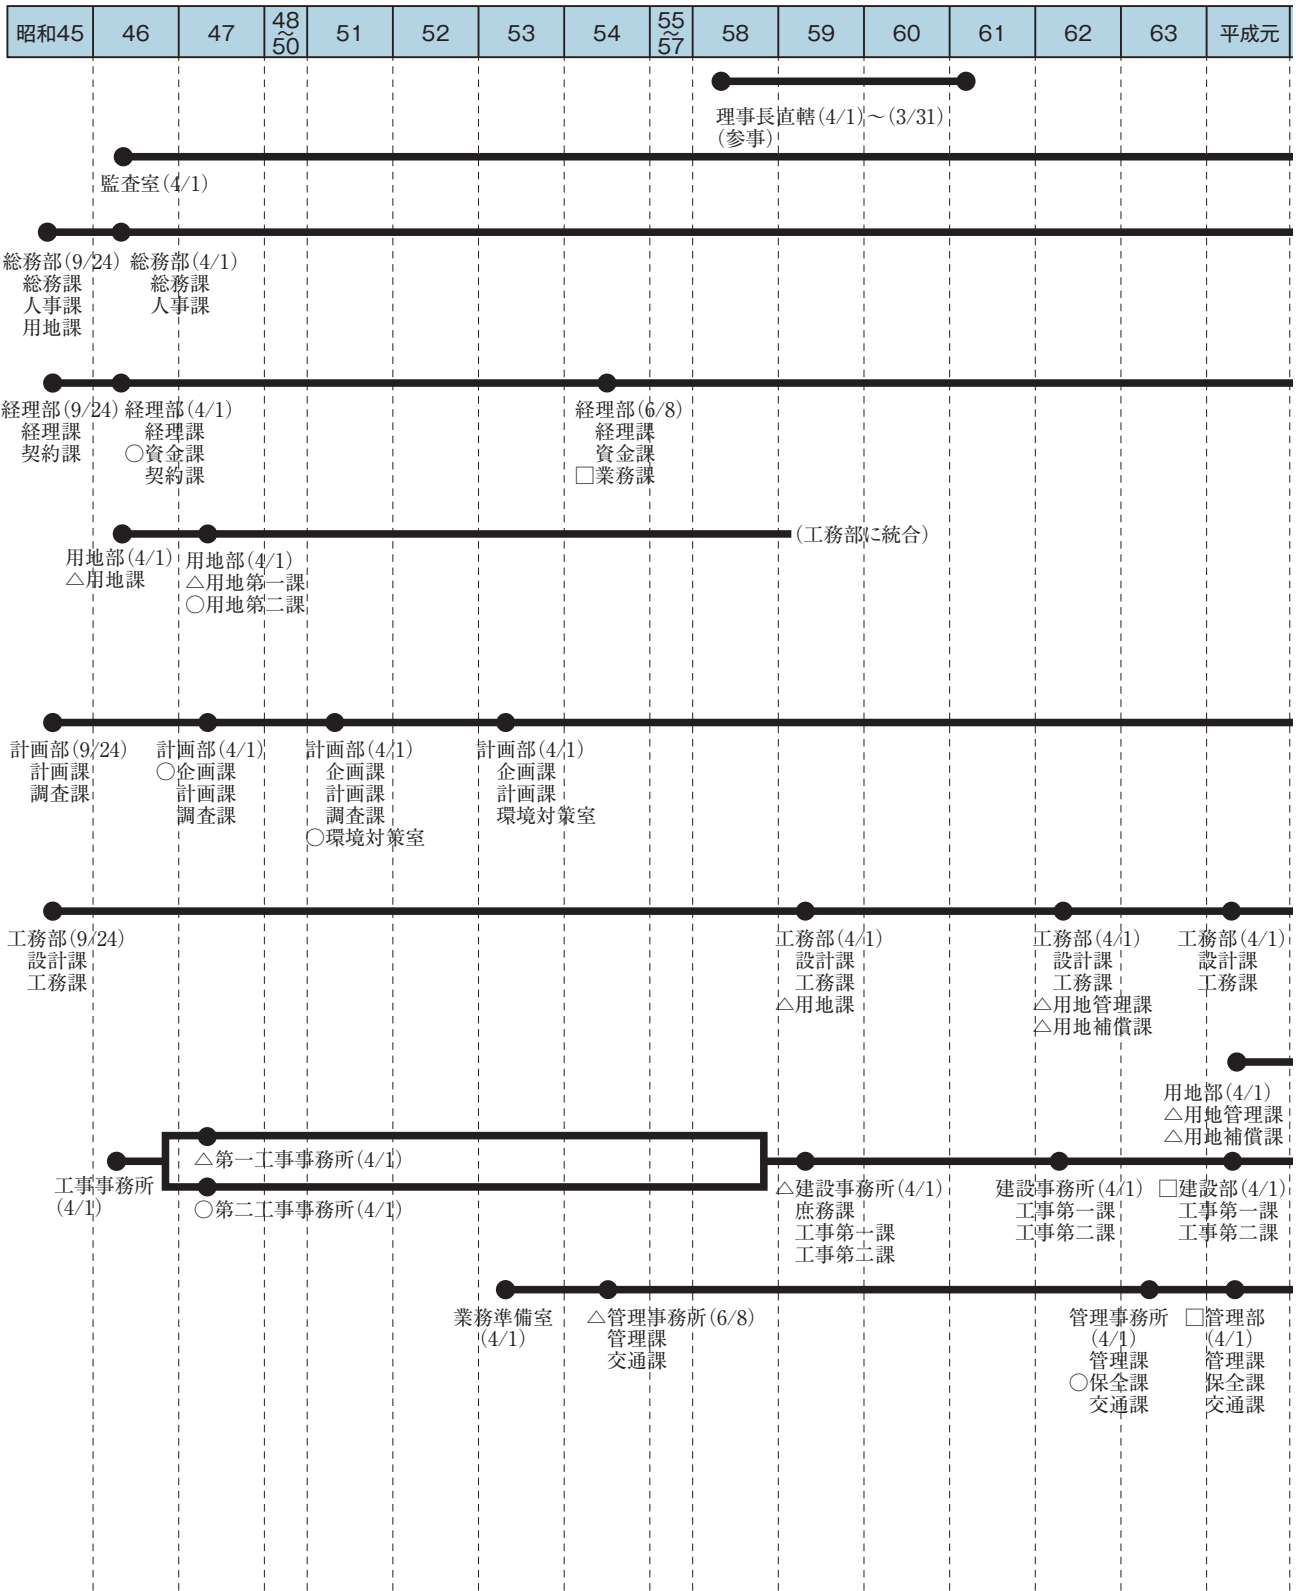 昭和45 46 47 48〜50 51 52 53 54 55〜57 58 59 60 61 62 63 平成元
理事長直轄(4/1)〜(3/31)
(参事)
監査室(4/1)
総務部(9/24)
総務課
人事課
用地課
総務部(4/1)
総務課
人事課
経理部(9/24)
経理課
契約課
経理部(4/1)
経理課
○資金課
契約課
経理部(6/8)
経理課
資金課
□業務課
用地部(4/1)
△用地課
用地部(4/1)
△用地第一課
○用地第二課
(工務部に統合)
計画部(9/24)
計画課
調査課
計画部(4/1)
○企画課
計画課
調査課
計画部(4/1)
企画課
計画課
調査課
○環境対策室
計画部(4/1)
企画課
計画課
環境対策室
工務部(9/24)
設計課
工務課
工務部(4/1)
設計課
工務課
△用地課
工務部(4/1)
設計課
工務課
△用地管理課
△用地補償課
工務部(4/1)
設計課
工務課
用地部(4/1)
△用地管理課
△用地補償課
工事事務所
(4/1)
△第一工事事務所(4/1)
○第二工事事務所(4/1)
△建設事務所(4/1)
庶務課
工事第一課
工事第二課
建設事務所(4/1)
工事第一課
工事第二課
□建設部(4/1)
工事第一課
工事第二課
業務準備室
(4/1)
△管理事務所(6/8)
管理課
交通課
管理事務所
(4/1)
管理課
○保全課
交通課
□管理部
(4/1)
管理課
保全課
交通課